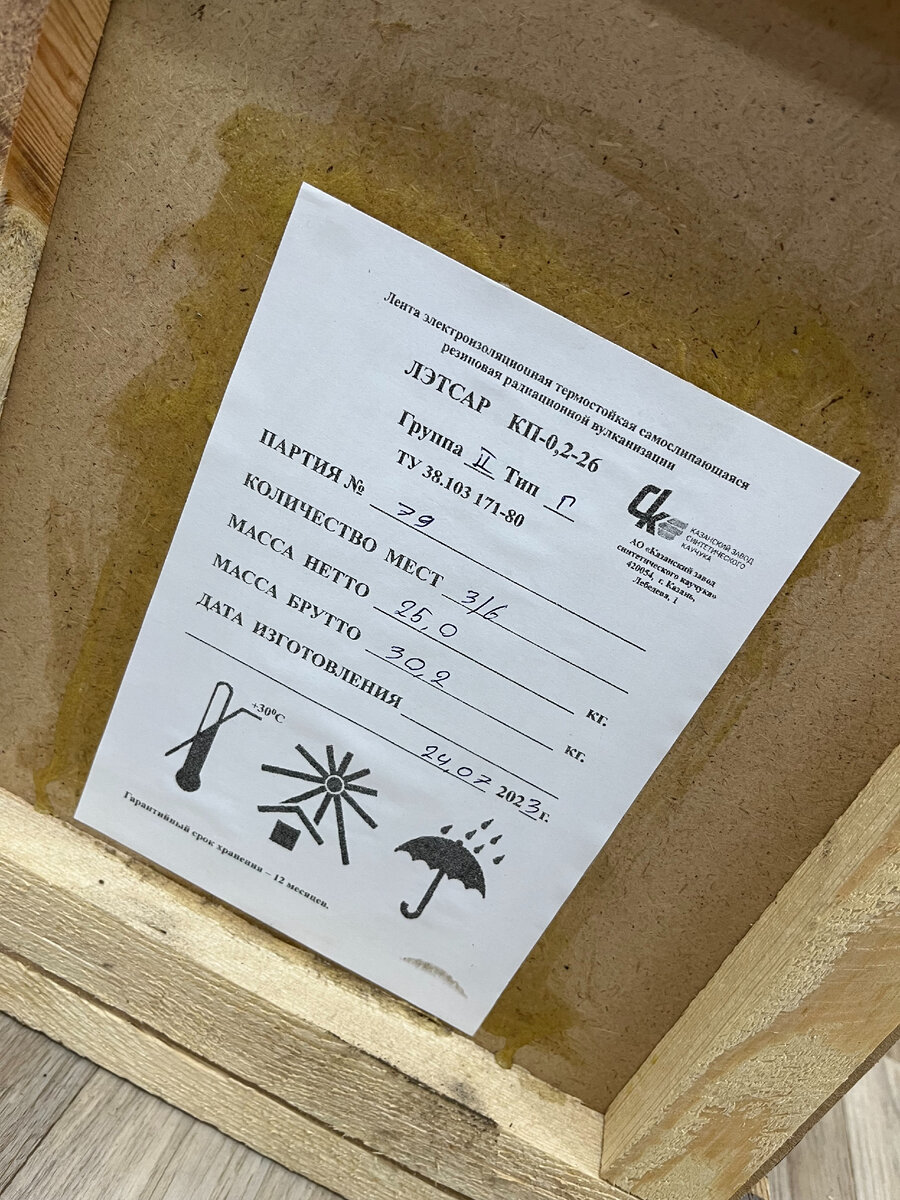 Лента электроизоляционная термостойкая самослипающаяся
резиновая радиационной вулканизации
ЛЭТСАР КП-0,2-26
Группа II Тип П
ТУ 38.103 171-80
СК
КАЗАНСКИЙ ЗАВОД
СИНТЕТИЧЕСКОГО
КАУЧУКА
АО «Казанский завод
синтетического каучука»
420054, г. Казань,
Лебедева, 1
ПАРТИЯ № 79
КОЛИЧЕСТВО МЕСТ 3/6
МАССА НЕТТО 25,0 кг.
МАССА БРУТТО 30,2 кг.
ДАТА ИЗГОТОВЛЕНИЯ
24,07 2023г.
+30⁰С
Гарантийный срок хранения – 12 месяцев.